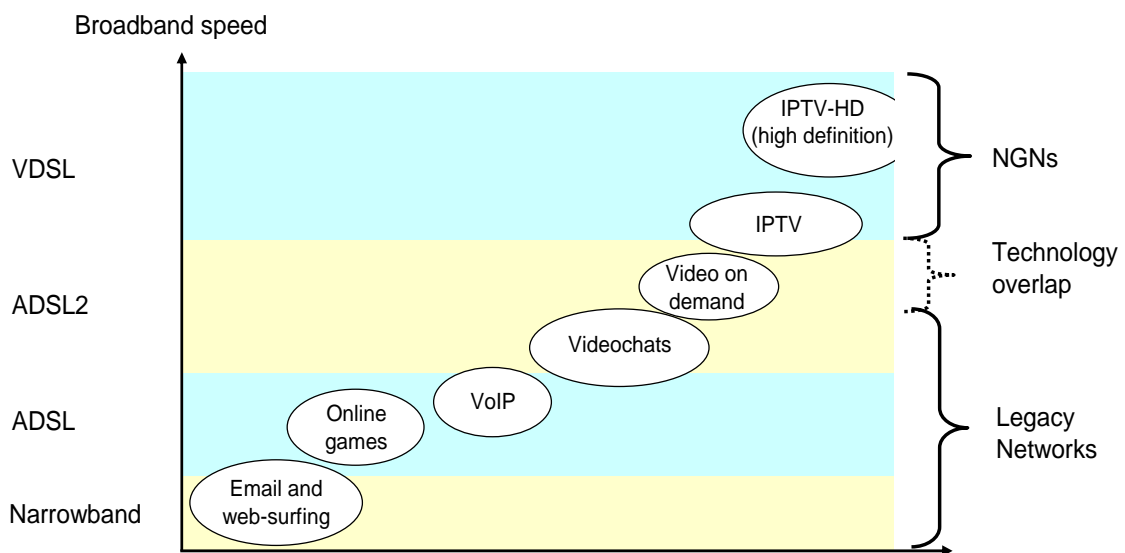 Broadband speed
VDSL
ADSL2
ADSL
Narrowband
IPTV-HD
(high definition)
IPTV
Video on
demand
Videochats
VoIP
Online
games
Email and
web-surfing
NGNs
Technology
overlap
Legacy
Networks